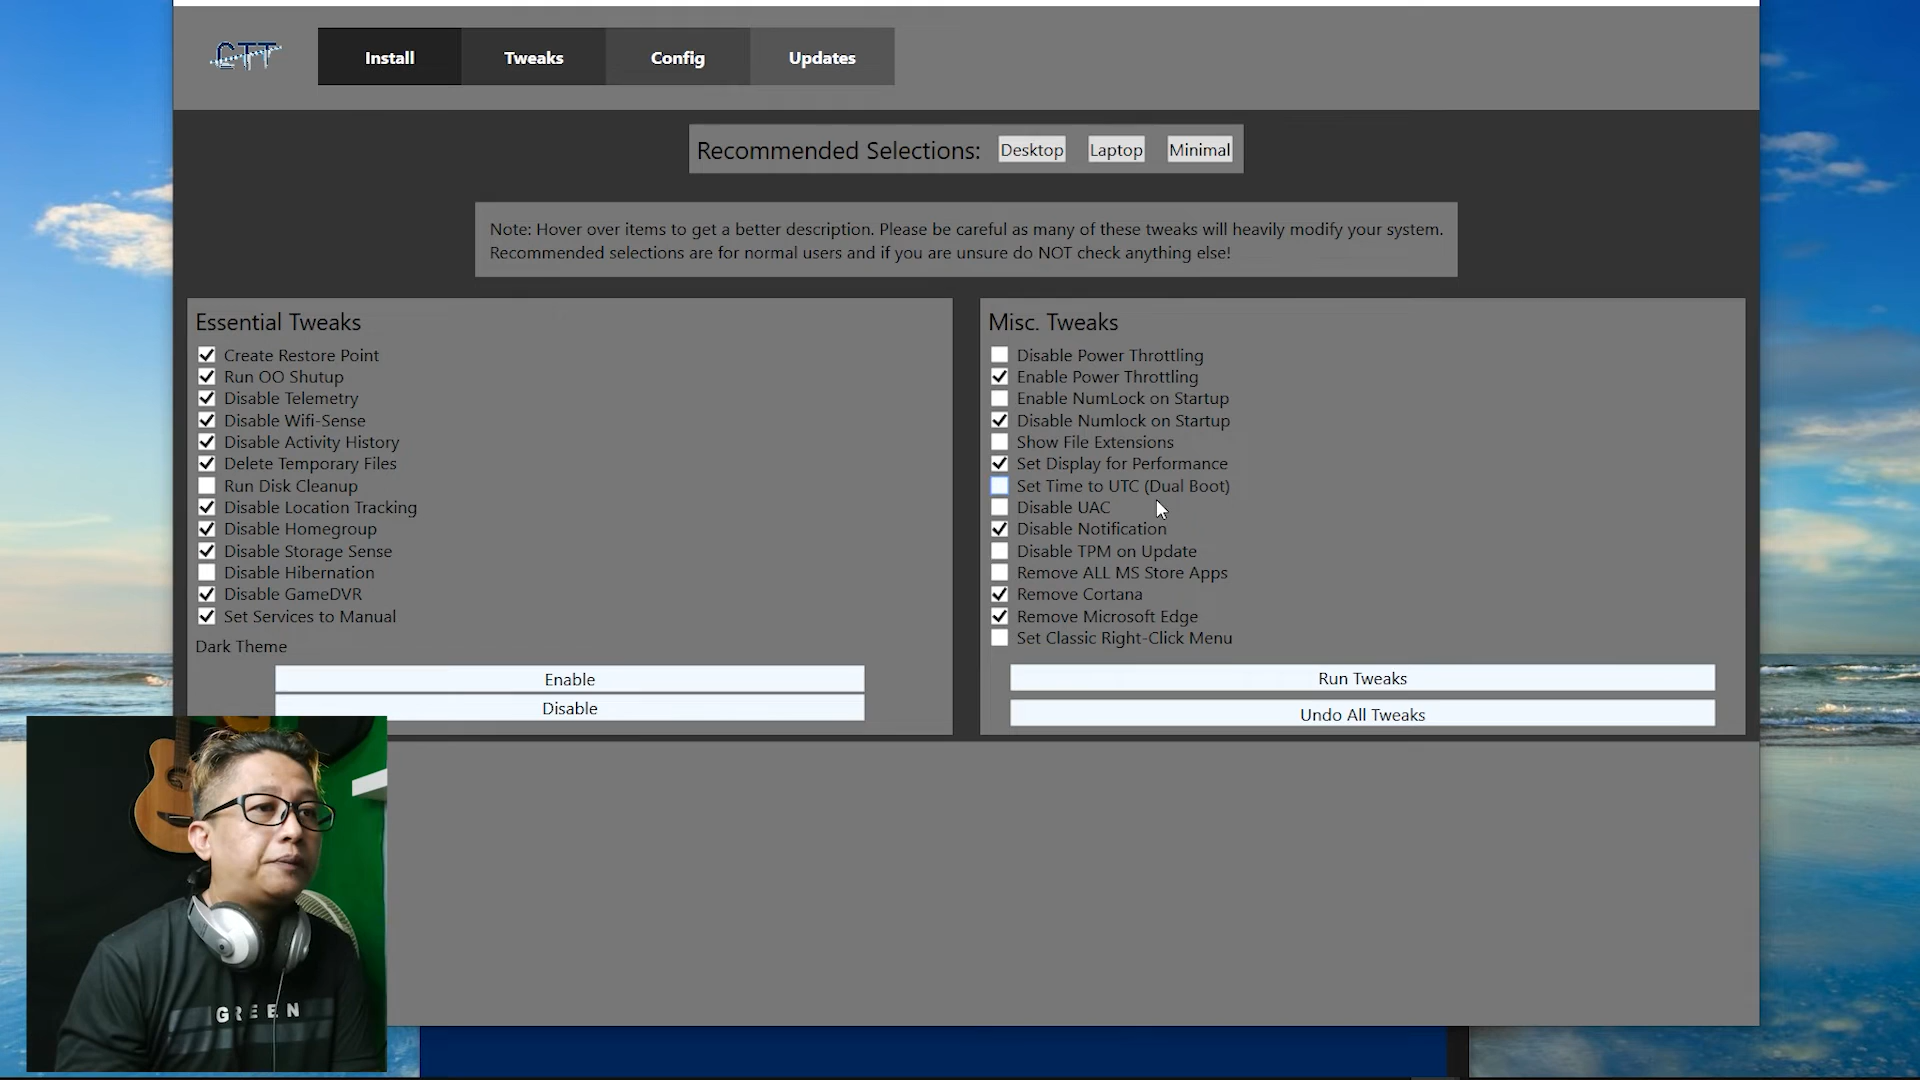 CTT
Install
Tweaks
Config
Updates
Recommended Selections:
Desktop
Laptop
Minimal
Note: Hover over items to get a better description. Please be careful as many of these tweaks will heavily modify your system.
Recommended selections are for normal users and if you are unsure do NOT check anything else!
Essential Tweaks
Create Restore Point
Run OO Shutup
Disable Telemetry
Disable Wifi-Sense
Disable Activity History
Delete Temporary Files
Run Disk Cleanup
Disable Location Tracking
Disable Homegroup
Disable Storage Sense
Disable Hibernation
Disable GameDVR
Set Services to Manual
Dark Theme
Enable
Disable
Misc. Tweaks
Disable Power Throttling
Enable Power Throttling
Enable NumLock on Startup
Disable Numlock on Startup
Show File Extensions
Set Display for Performance
Set Time to UTC (Dual Boot)
Disable UAC
Disable Notification
Disable TPM on Update
Remove ALL MS Store Apps
Remove Cortana
Remove Microsoft Edge
Set Classic Right-Click Menu
Run Tweaks
Undo All Tweaks
GREEN